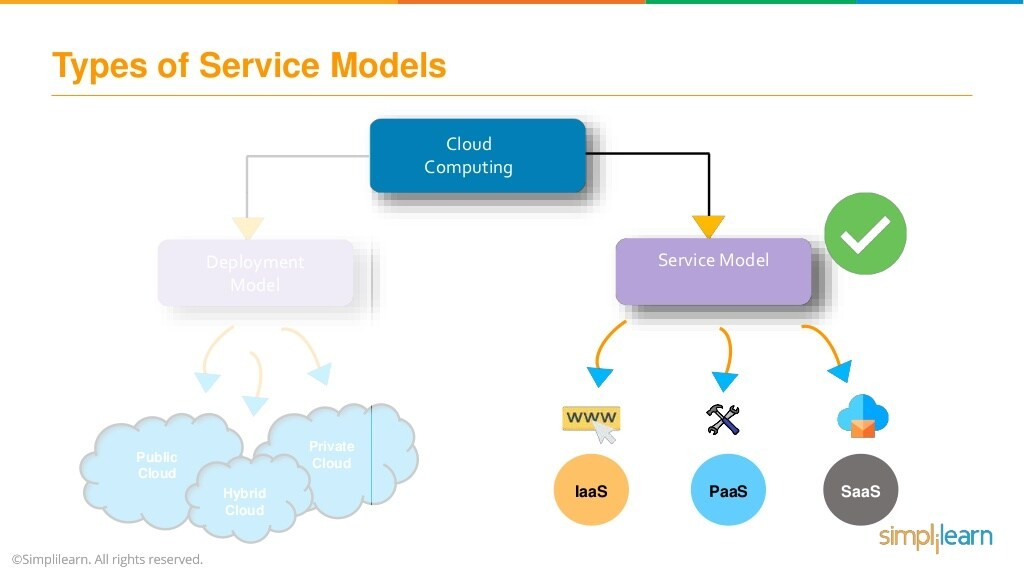 Types of Service Models
Cloud
Computing
Deployment
Model
Service Model
Public
Cloud
Private
Cloud
Hybrid
Cloud
WWW
IaaS
PaaS
SaaS
simplilearn
©Simplilearn. All rights reserved.